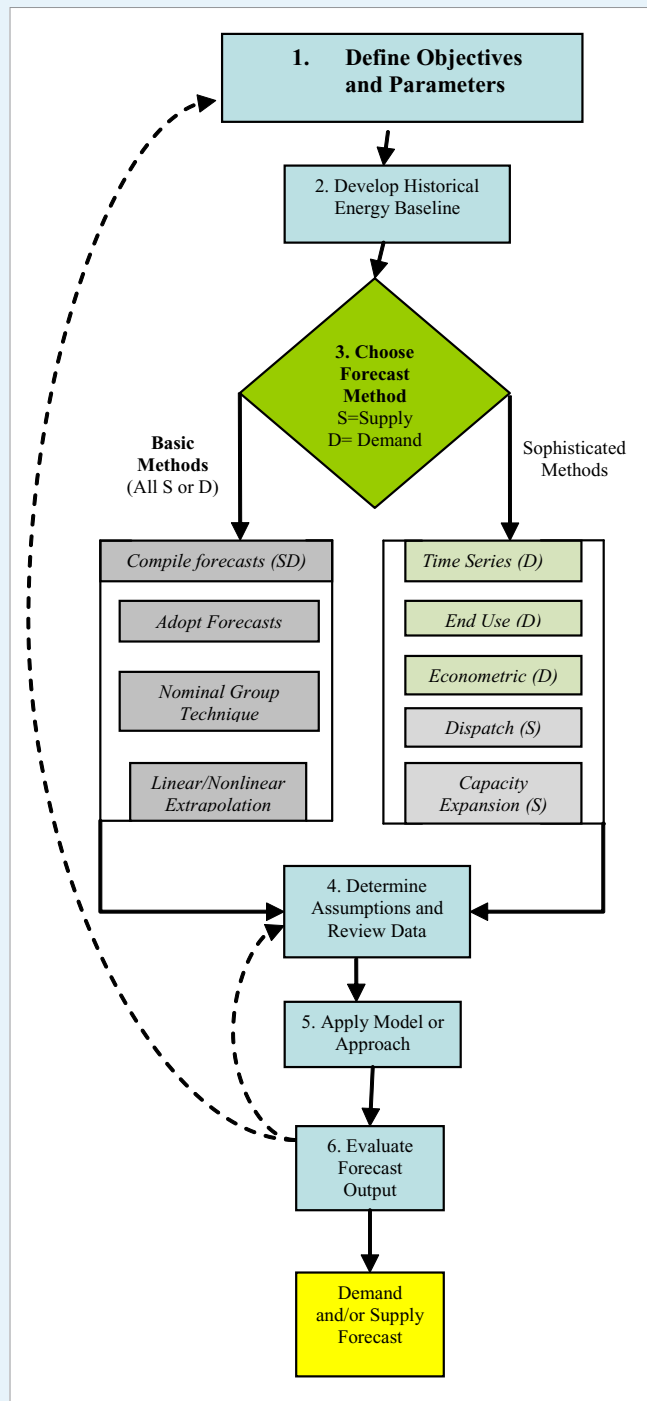 1. Define Objectives
and Parameters
2. Develop Historical
Energy Baseline
3. Choose
Forecast
Method
S=Supply
D= Demand
Basic
Methods
(All S or D)
Sophisticated
Methods
Compile forecasts (SD)
Adopt Forecasts
Nominal Group
Technique
Linear/Nonlinear
Extrapolation
Time Series (D)
End Use (D)
Econometric (D)
Dispatch (S)
Capacity
Expansion (S)
4. Determine
Assumptions and
Review Data
5. Apply Model or
Approach
6. Evaluate
Forecast
Output
Demand
and/or Supply
Forecast